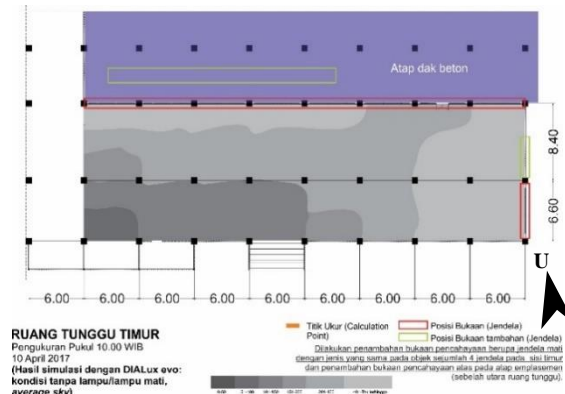 Atap dak beton
8.40
6.60
U
6.00 6.00 6.00 6.00 6.00 6.00 6.00 6.00
RUANG TUNGGU TIMUR
Pengukuran Pukul 10.00 WIB
10 April 2017
(Hasil simulasi dengan DIALux evo:
kondisi tanpa lampu/lampu mati,
average sky)
Titik Ukur (Calculation
Point)
Posisi Bukaan (Jendela)
Posisi Bukaan tambahan (Jendela)
Dilakukan penambahan bukaan pencahayaan berupa jendela mati
dengan jenis yang sama pada objek sejumlah 4 jendela pada sisi timur
dan penambahan bukaan pencahayaan atas pada atap emplasemen
(sebelah utara ruang tunggu).